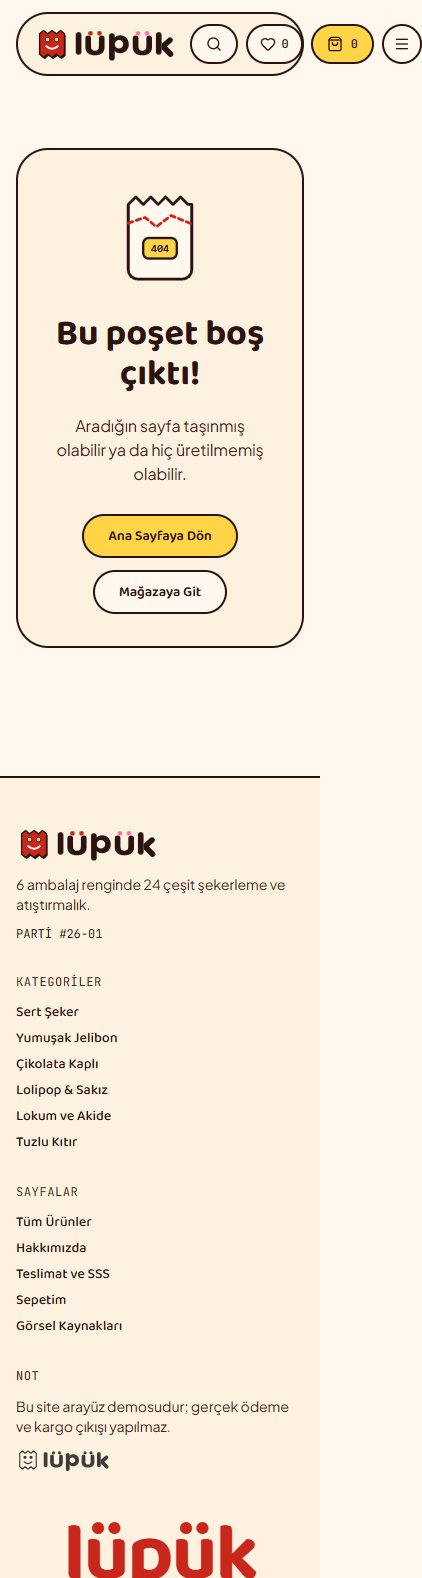 lüpük
0
0
404
Bu poşet boş
çıktı!
Aradığın sayfa taşınmış
olabilir ya da hiç üretilmemiş
olabilir.
Ana Sayfaya Dön
Mağazaya Git
lüpük
6 ambalaj renginde 24 çeşit şekerleme ve
atıştırmalık.
PARTİ #26-01
KATEGORİLER
Sert Şeker
Yumuşak Jelibon
Çikolata Kaplı
Lolipop & Sakız
Lokum ve Akide
Tuzlu Kıtır
SAYFALAR
Tüm Ürünler
Hakkımızda
Teslimat ve SSS
Sepetim
Görsel Kaynakları
NOT
Bu site arayüz demosudur; gerçek ödeme
ve kargo çıkışı yapılmaz.
lüpük
lüpük